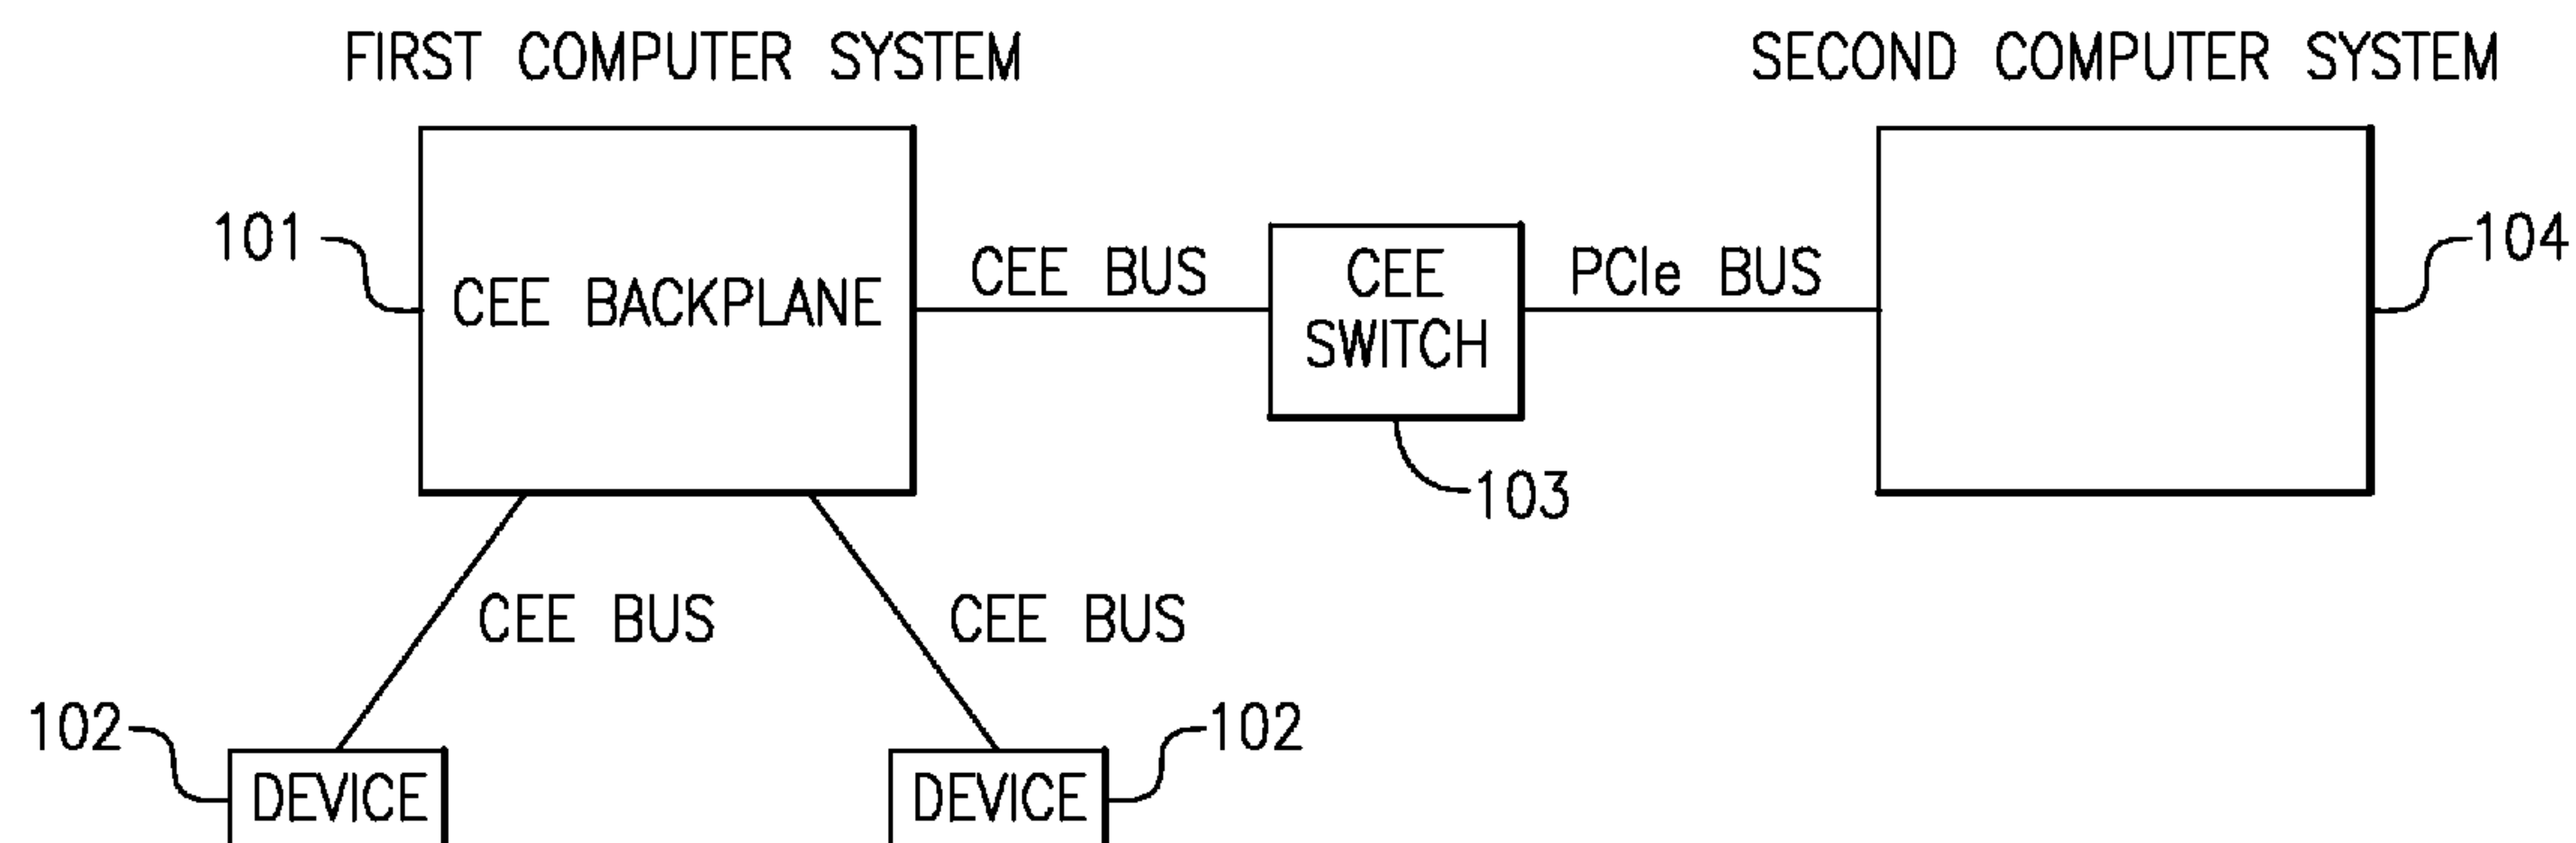 FIRST COMPUTER SYSTEM
SECOND COMPUTER SYSTEM
101
CEE BACKPLANE
CEE BUS
CEE
SWITCH
PCIe BUS
104
103
CEE BUS
CEE BUS
102
DEVICE
DEVICE
102